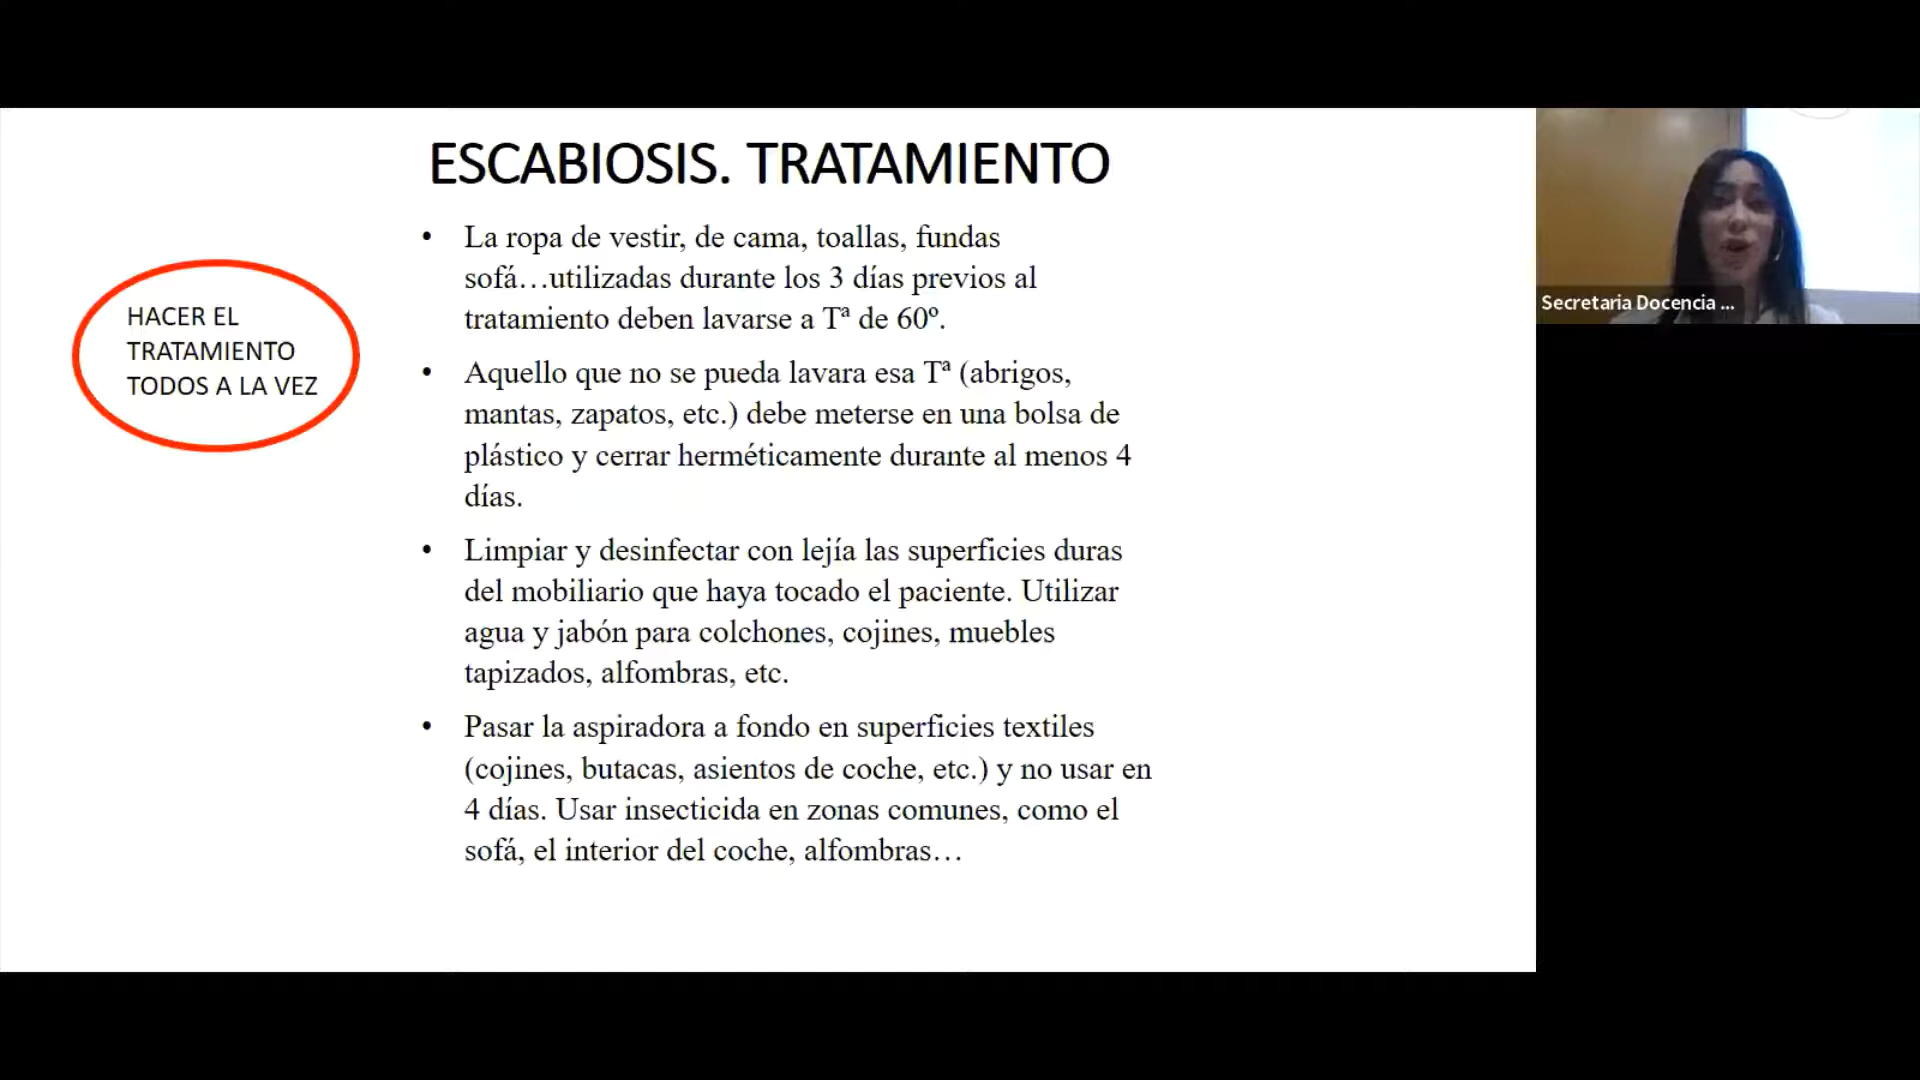 ESCABIOSIS. TRATAMIENTO
HACER EL
TRATAMIENTO
TODOS A LA VEZ
• La ropa de vestir, de cama, toallas, fundas
sofá…utilizadas durante los 3 días previos al
tratamiento deben lavarse a Tª de 60º.
• Aquello que no se pueda lavara esa Tª (abrigos,
mantas, zapatos, etc.) debe meterse en una bolsa de
plástico y cerrar herméticamente durante al menos 4
días.
• Limpiar y desinfectar con lejía las superficies duras
del mobiliario que haya tocado el paciente. Utilizar
agua y jabón para colchones, cojines, muebles
tapizados, alfombras, etc.
• Pasar la aspiradora a fondo en superficies textiles
(cojines, butacas, asientos de coche, etc.) y no usar en
4 días. Usar insecticida en zonas comunes, como el
sofá, el interior del coche, alfombras…
Secretaria Docencia ...